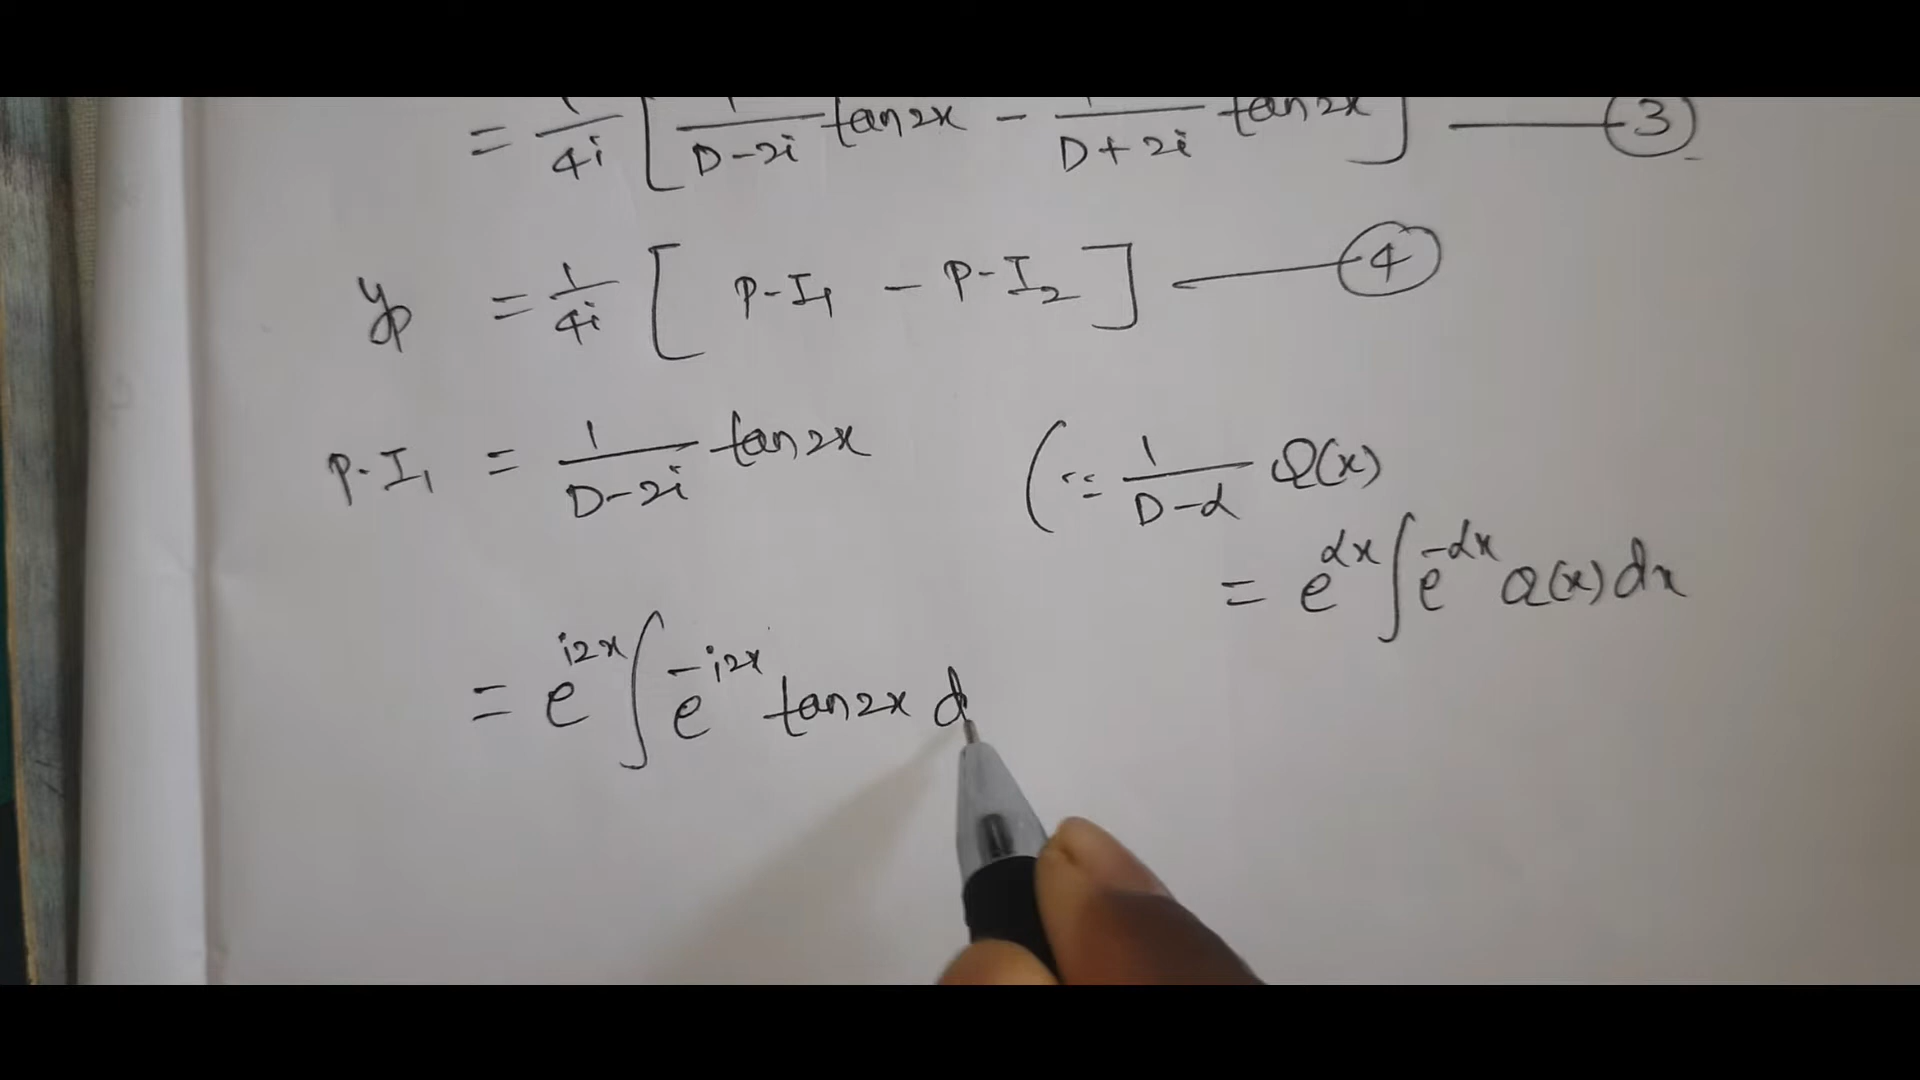 = 1/4i [ 1/D-2i tan2x - 1/D+2i tan2x ] —— 3
yp = 1/4i [ P-I1 - P-I2 ] —— 4
P-I1 = 1/D-2i tan2x (∵ 1/D-α Q(x)
= e^αx ∫ e^-αx Q(x) dx
= e^i2x ∫ e^-i2x tan2x d